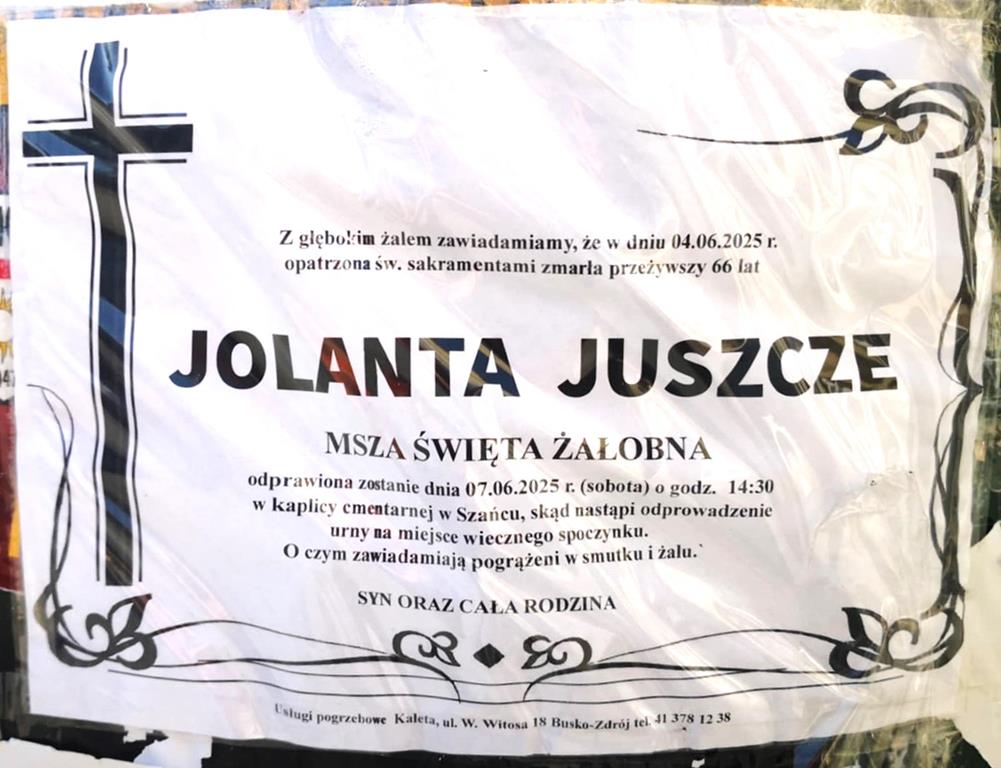 Z głębokim żalem zawiadamiamy, że w dniu 04.06.2025 r.
opatrzona św. sakramentami zmarła przeżywszy 66 lat
JOLANTA JUSZCZE
MSZA ŚWIĘTA ŻAŁOBNA
odprawiona zostanie dnia 07.06.2025 r. (sobota) o godz. 14:30
w kaplicy cmentarnej w Szańcu, skąd nastąpi odprowadzenie
urny na miejsce wiecznego spoczynku.
O czym zawiadamiają pogrążeni w smutku i żalu.
SYN ORAZ CAŁA RODZINA
Usługi pogrzebowe Kaleta, ul. W. Witosa 18 Busko-Zdrój tel. 41 378 12 38